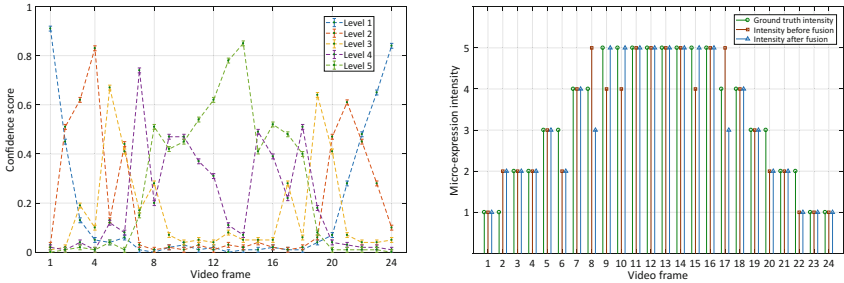 1
0.8
0.6
0.4
0.2
0
Confidence score
1 4 8 12 16 20 24
Video frame
Level 1
Level 2
Level 3
Level 4
Level 5
5
4
3
2
1
Micro-expression intensity
1 2 3 4 5 6 7 8 9 10 11 12 13 14 15 16 17 18 19 20 21 22 23 24
Video frame
Ground truth intensity
Intensity before fusion
Intensity after fusion